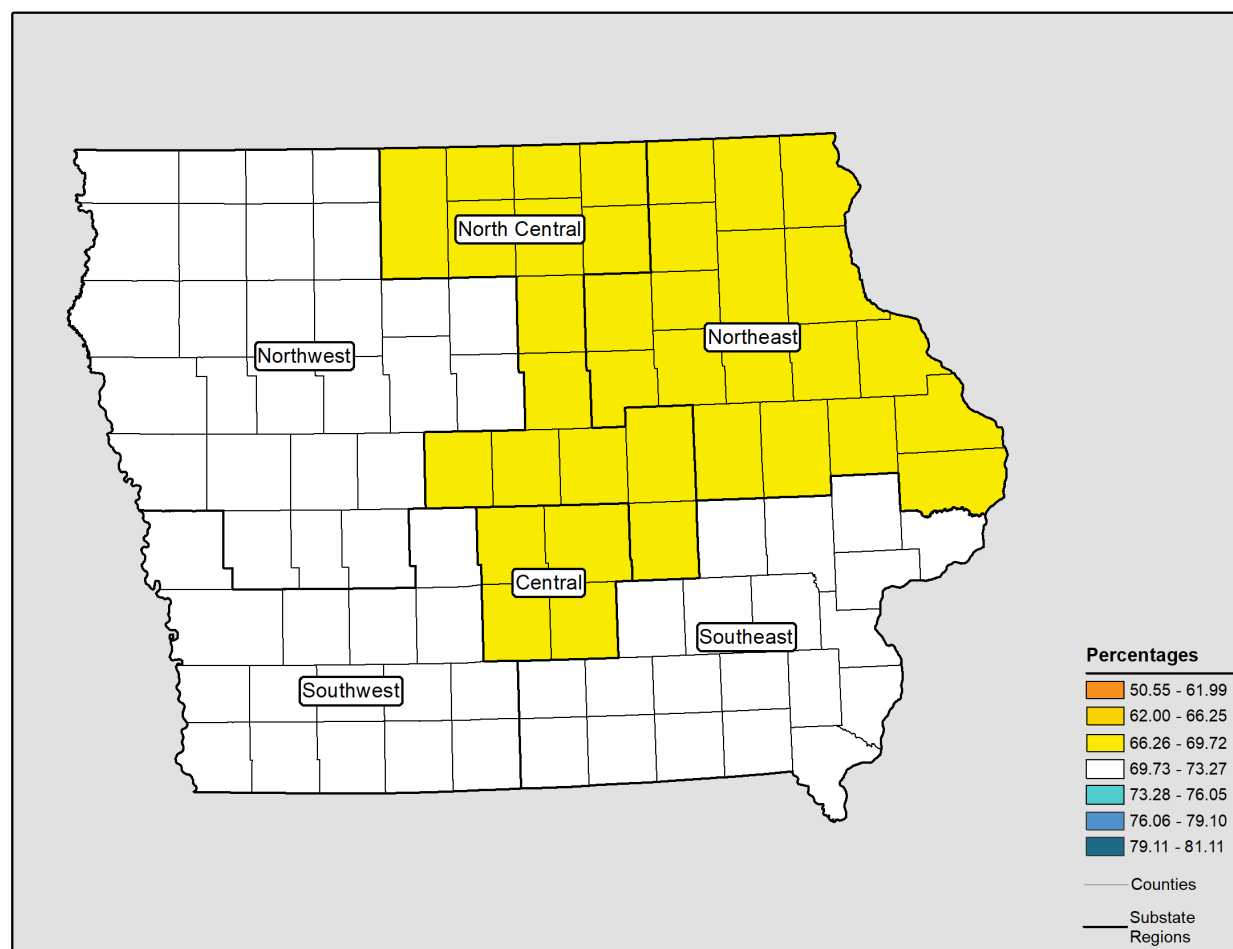 North Central
Northeast
Northwest
Central
Southeast
Southwest
Percentages
50.55 - 61.99
62.00 - 66.25
66.26 - 69.72
69.73 - 73.27
73.28 - 76.05
76.06 - 79.10
79.11 - 81.11
Counties
Substate
Regions